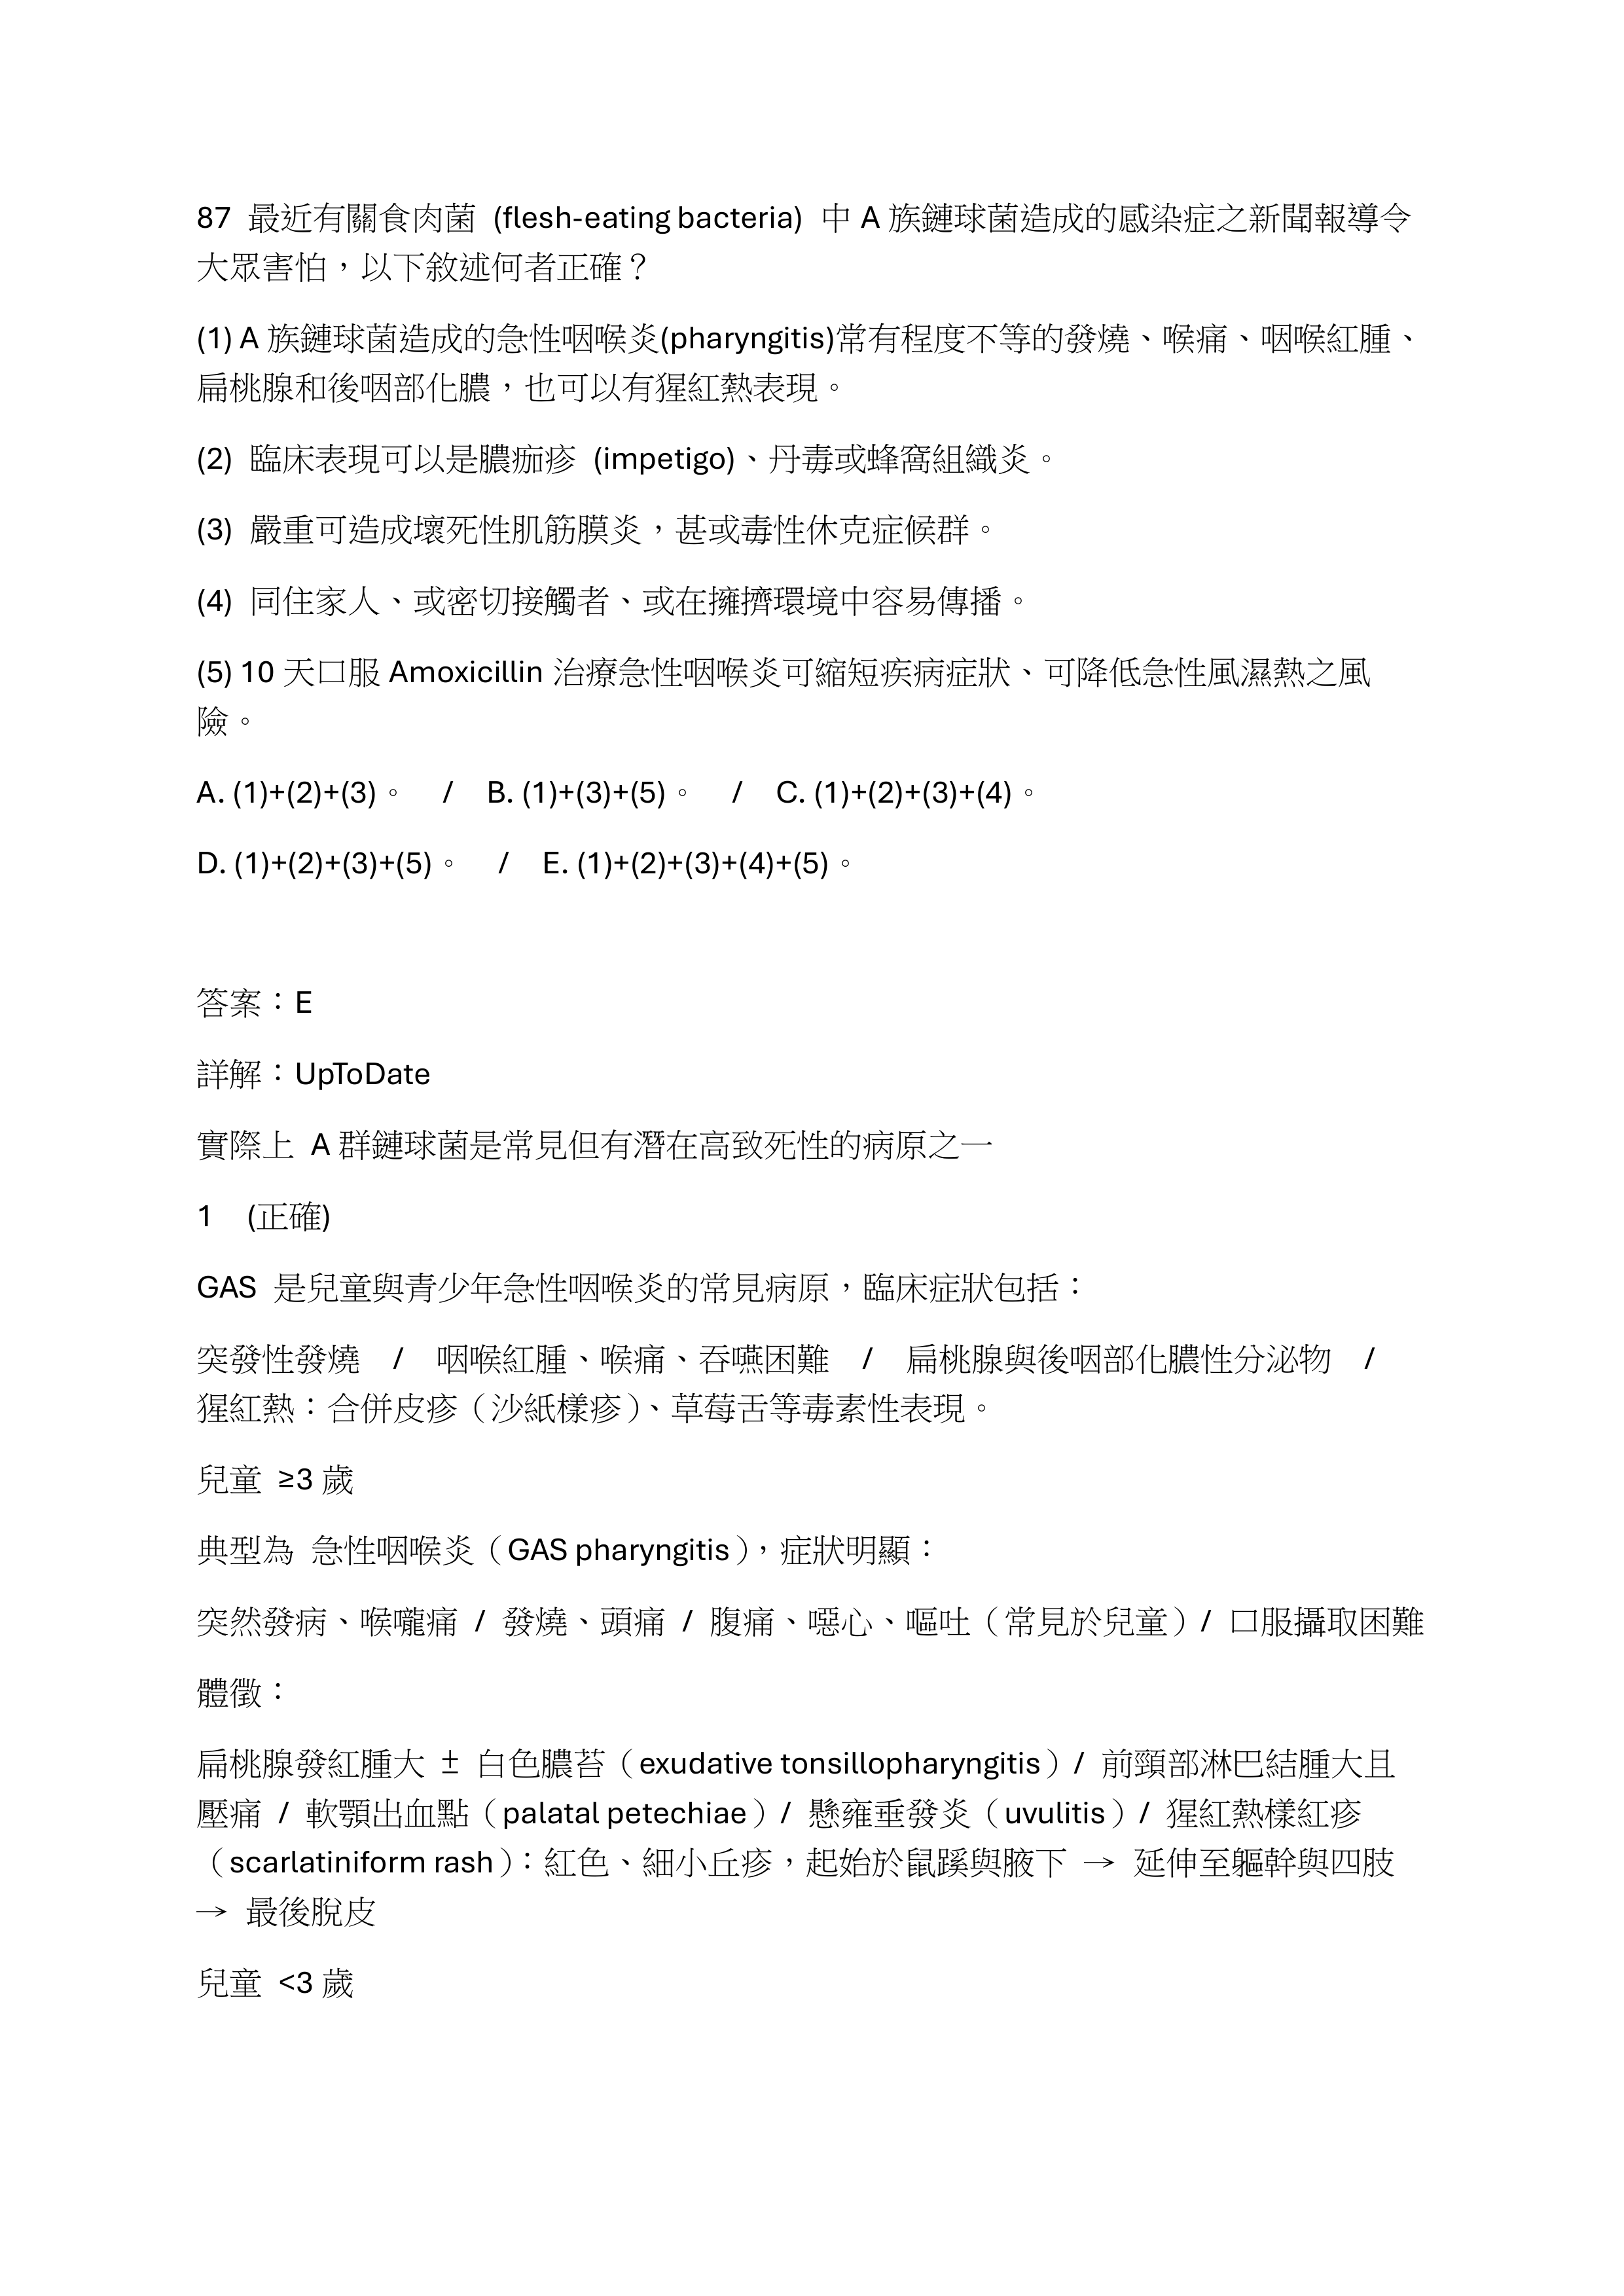 87 最近有關食肉菌 (flesh-eating bacteria) 中 A 族鏈球菌造成的感染症之新聞報導令
大眾害怕，以下敘述何者正確？
(1) A 族鏈球菌造成的急性咽喉炎(pharyngitis)常有程度不等的發燒、喉痛、咽喉紅腫、
扁桃腺和後咽部化膿，也可以有猩紅熱表現。
(2) 臨床表現可以是膿痂疹 (impetigo)、丹毒或蜂窩組織炎。
(3) 嚴重可造成壞死性肌筋膜炎，甚或毒性休克症候群。
(4) 同住家人、或密切接觸者、或在擁擠環境中容易傳播。
(5) 10 天口服 Amoxicillin 治療急性咽喉炎可縮短疾病症狀、可降低急性風濕熱之風
險。
A. (1)+(2)+(3)。 / B. (1)+(3)+(5)。 / C. (1)+(2)+(3)+(4)。
D. (1)+(2)+(3)+(5)。 / E. (1)+(2)+(3)+(4)+(5)。
答案：E
詳解：UpToDate
實際上 A 群鏈球菌是常見但有潛在高致死性的病原之一
1 (正確)
GAS 是兒童與青少年急性咽喉炎的常見病原，臨床症狀包括：
突發性發燒 / 咽喉紅腫、喉痛、吞嚥困難 / 扁桃腺與後咽部化膿性分泌物 /
猩紅熱：合併皮疹（沙紙樣疹）、草莓舌等毒素性表現。
兒童 ≥3 歲
典型為 急性咽喉炎（GAS pharyngitis），症狀明顯：
突然發病、喉嚨痛 / 發燒、頭痛 / 腹痛、噁心、嘔吐（常見於兒童）/ 口服攝取困難
體徵：
扁桃腺發紅腫大 ± 白色膿苔（exudative tonsillopharyngitis）/ 前頸部淋巴結腫大且
壓痛 / 軟顎出血點（palatal petechiae）/ 懸雍垂發炎（uvulitis）/ 猩紅熱樣紅疹
（scarlatiniform rash）：紅色、細小丘疹，起始於鼠蹊與腋下 → 延伸至軀幹與四肢
→ 最後脫皮
兒童 <3 歲